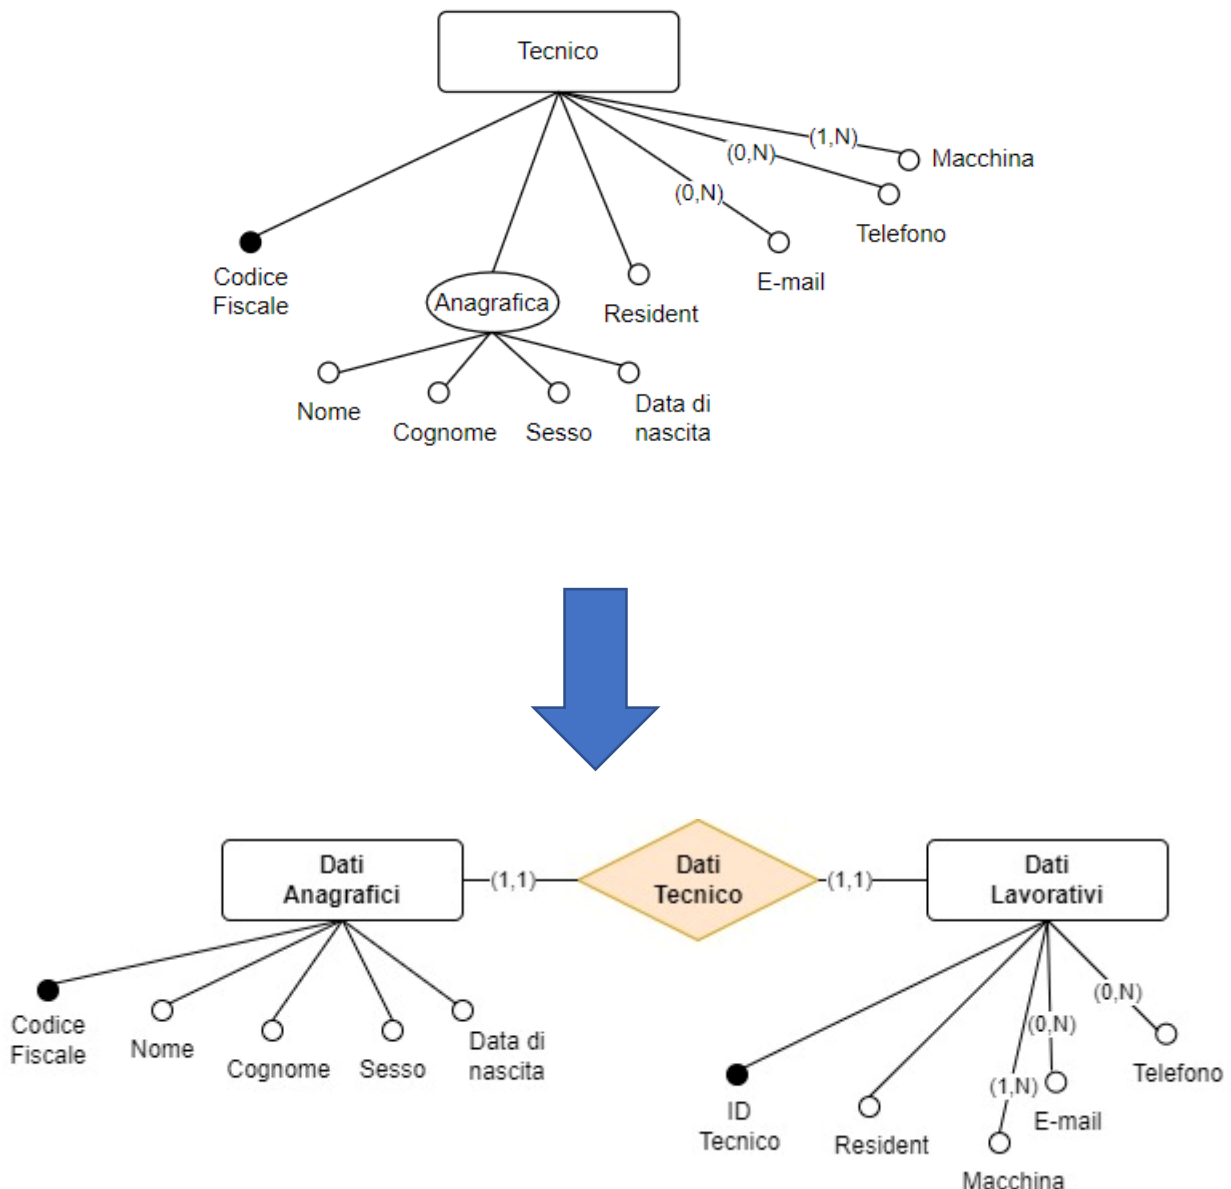 Tecnico
(1,N)
Macchina
(0,N)
Telefono
(0,N)
E-mail
Codice
Fiscale
Anagrafica
Resident
Nome
Cognome
Sesso
Data di
nascita
Dati
Anagrafici
(1,1)
Dati
Tecnico
(1,1)
Dati
Lavorativi
Codice
Fiscale
Nome
Cognome
Sesso
Data di
nascita
(0,N)
(0,N)
(1,N)
Telefono
ID
Tecnico
Resident
E-mail
Macchina